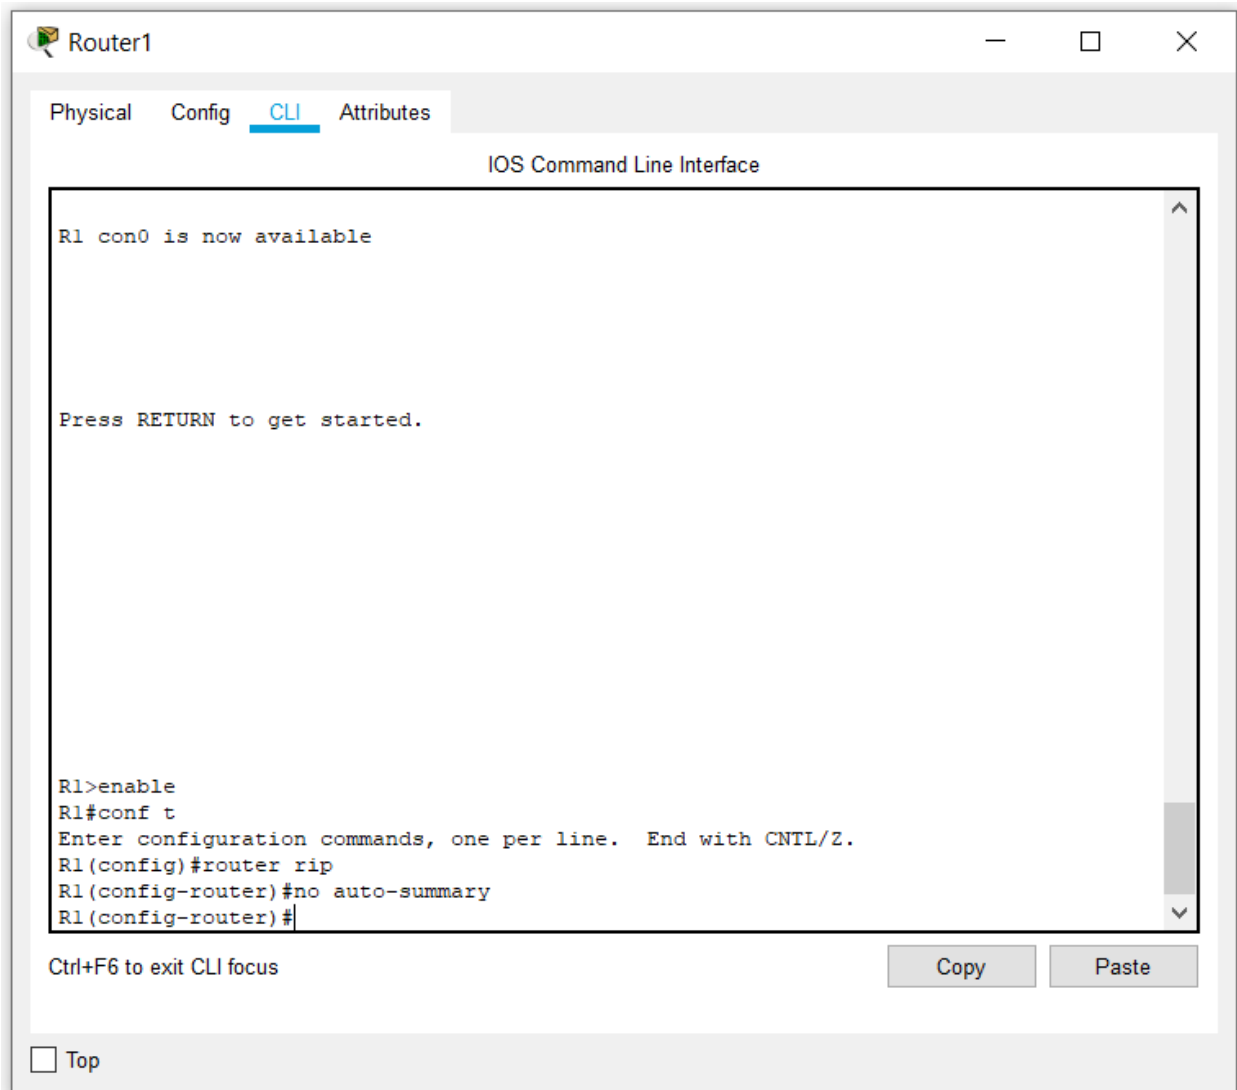 Router1
Physical Config CLI Attributes
IOS Command Line Interface
R1 con0 is now available
Press RETURN to get started.
R1>enable
R1#conf t
Enter configuration commands, one per line.  End with CNTL/Z.
R1(config)#router rip
R1(config-router)#no auto-summary
R1(config-router)#
Ctrl+F6 to exit CLI focus
Copy Paste
Top